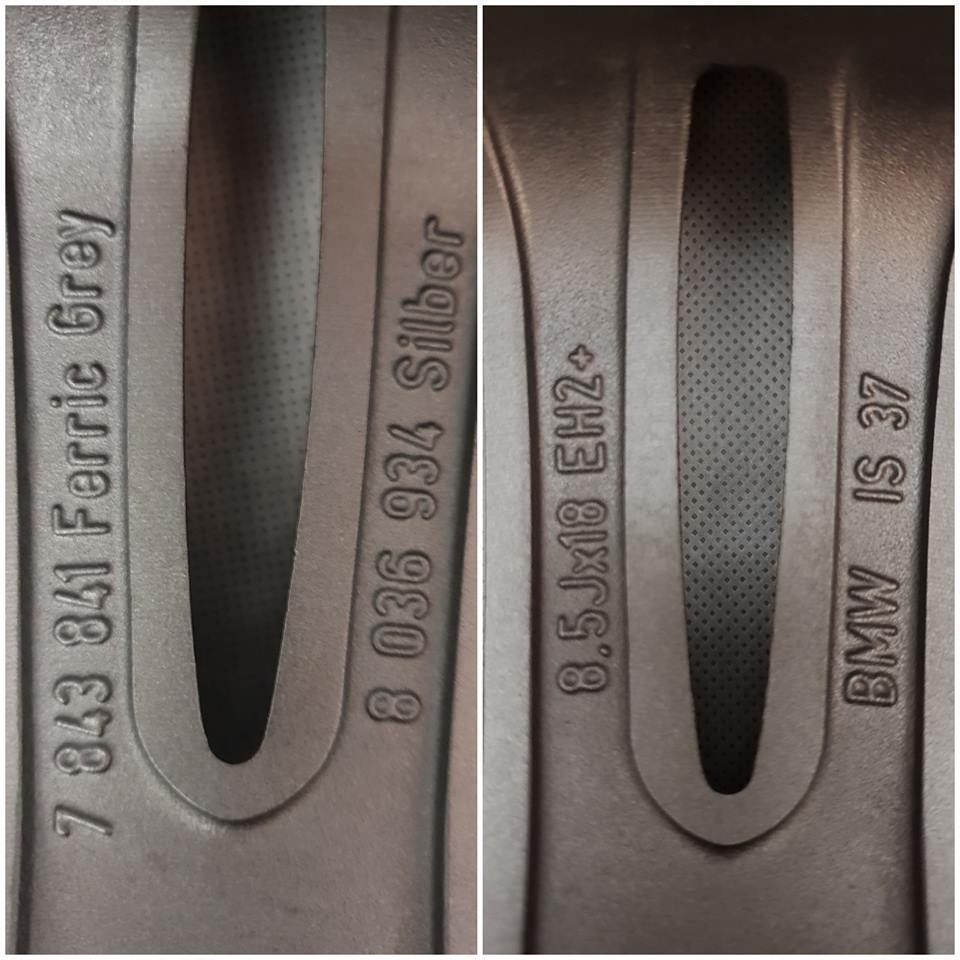 7 843 841 Ferric Grey
8 036 934 Silber
8,5Jx18 EH2+
BMW IS 37